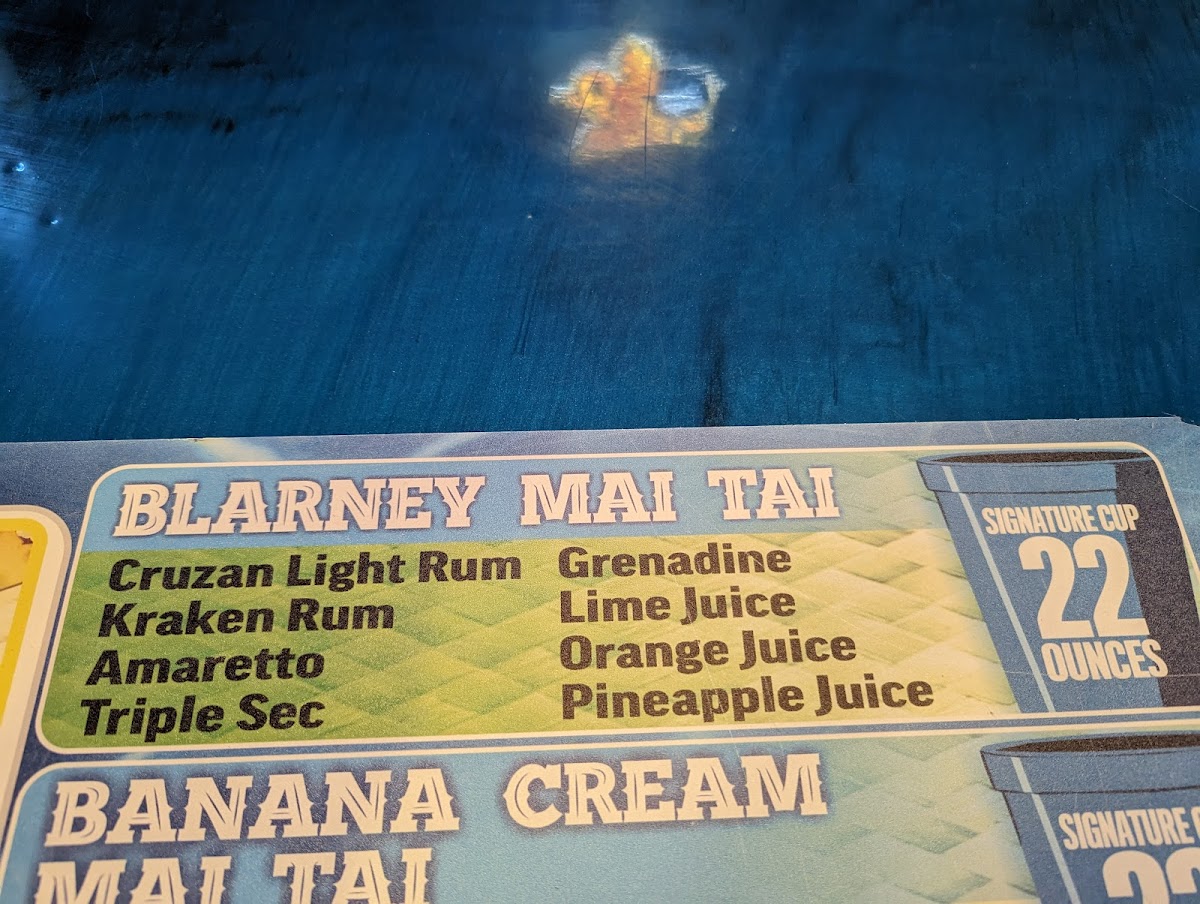 BLARNEY MAI TAI
Cruzan Light Rum
Kraken Rum
Amaretto
Triple Sec
Grenadine
Lime Juice
Orange Juice
Pineapple Juice
SIGNATURE CUP
22
OUNCES
BANANA CREAM
MAI TAI
SIGNATURE
22